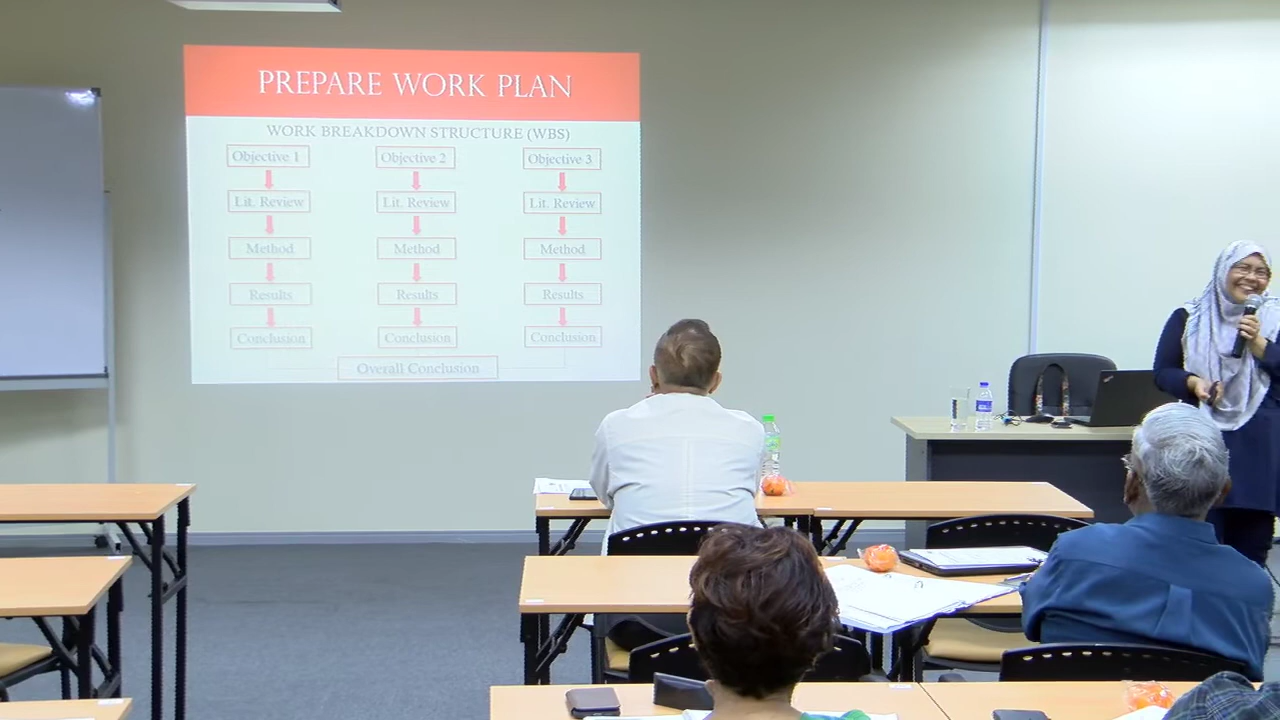 PREPARE WORK PLAN
WORK BREAKDOWN STRUCTURE (WBS)
Objective 1 Objective 2 Objective 3
Lit. Review Lit. Review Lit. Review
Method Method Method
Results Results Results
Conclusion Conclusion Conclusion
Overall Conclusion